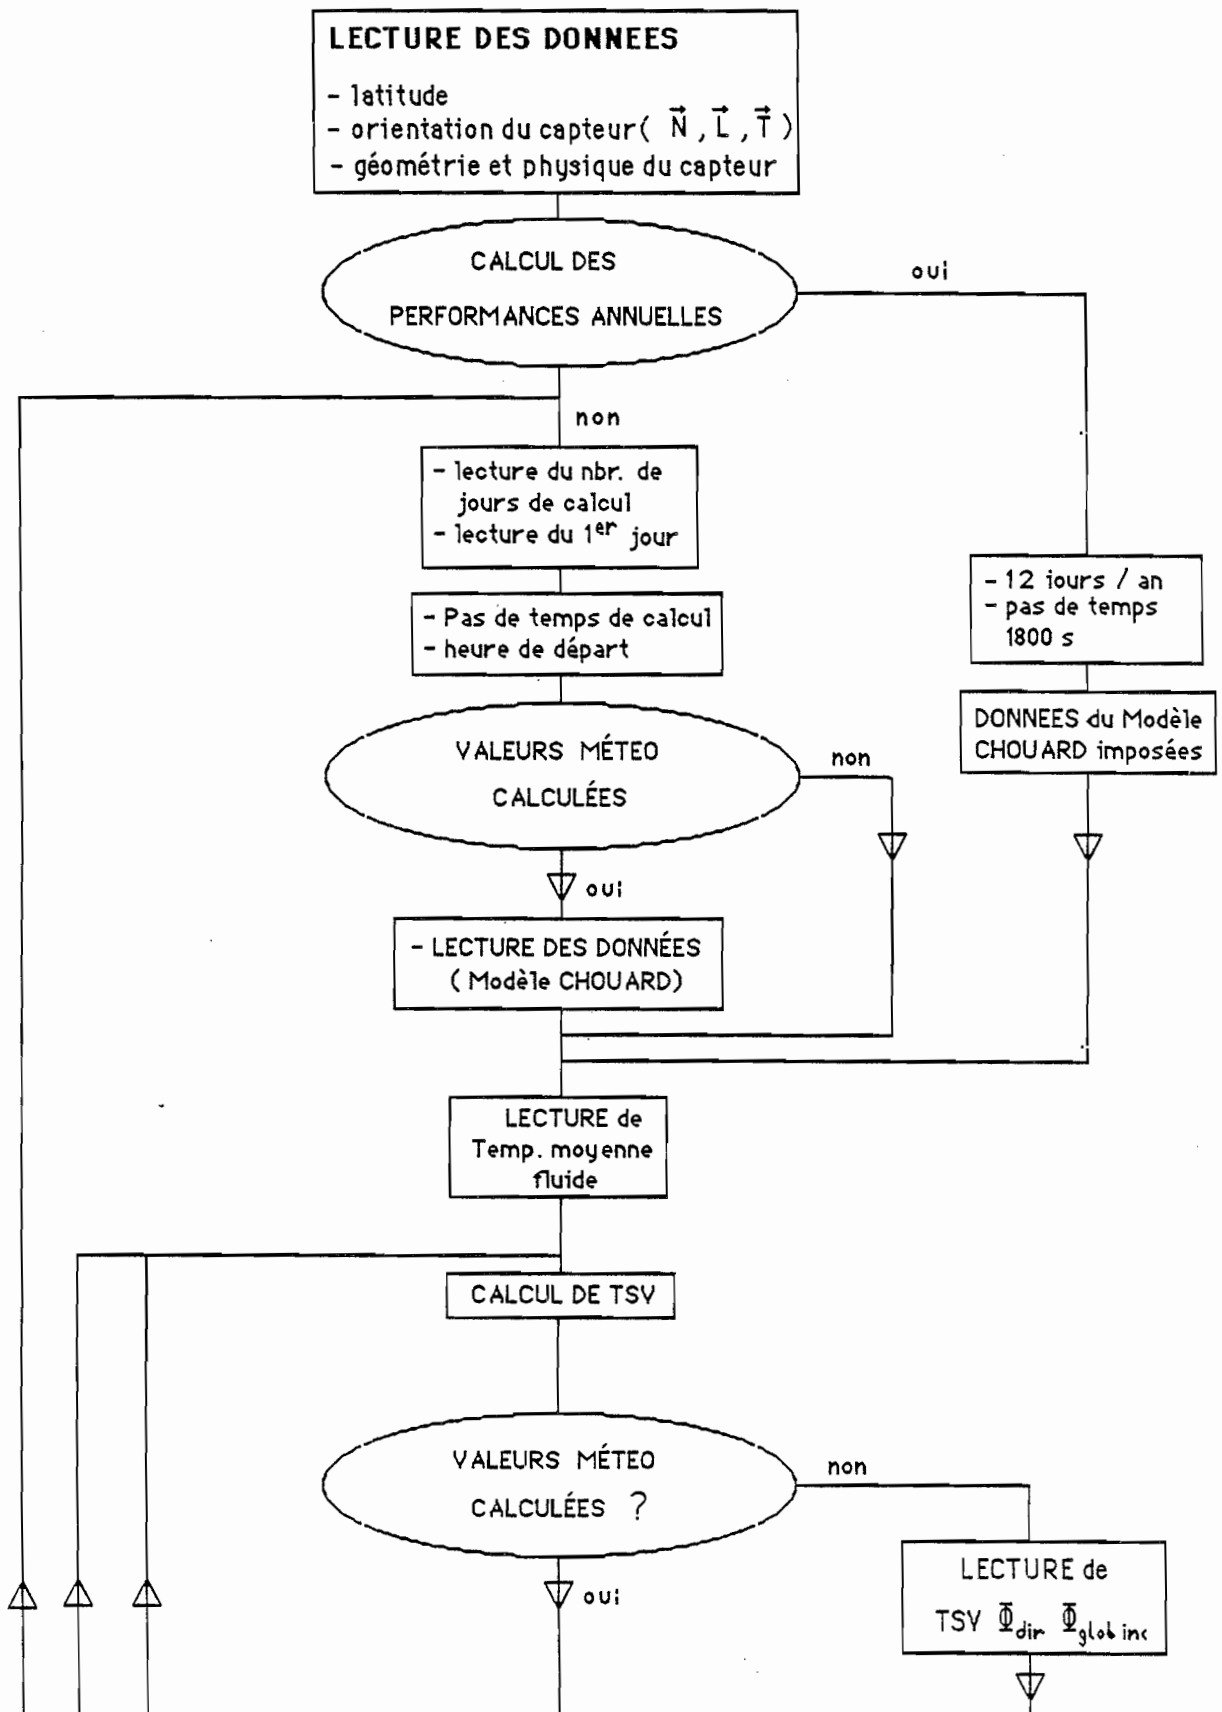 LECTURE DES DONNEES
- latitude
- orientation du capteur( N⃗ , L⃗ , T⃗ )
- géométrie et physique du capteur
CALCUL DES
PERFORMANCES ANNUELLES
oui
non
- lecture du nbr. de
jours de calcul
- lecture du 1er jour
- Pas de temps de calcul
- heure de départ
- 12 iours / an
- pas de temps
1800 s
DONNEES du Modèle
CHOUARD imposées
VALEURS MÉTEO
CALCULÉES
non
oui
- LECTURE DES DONNÉES
( Modèle CHOUARD)
LECTURE de
Temp. moyenne
fluide
CALCUL DE TSV
VALEURS MÉTEO
CALCULÉES ?
non
oui
LECTURE de
TSV Φdir Φglob inc